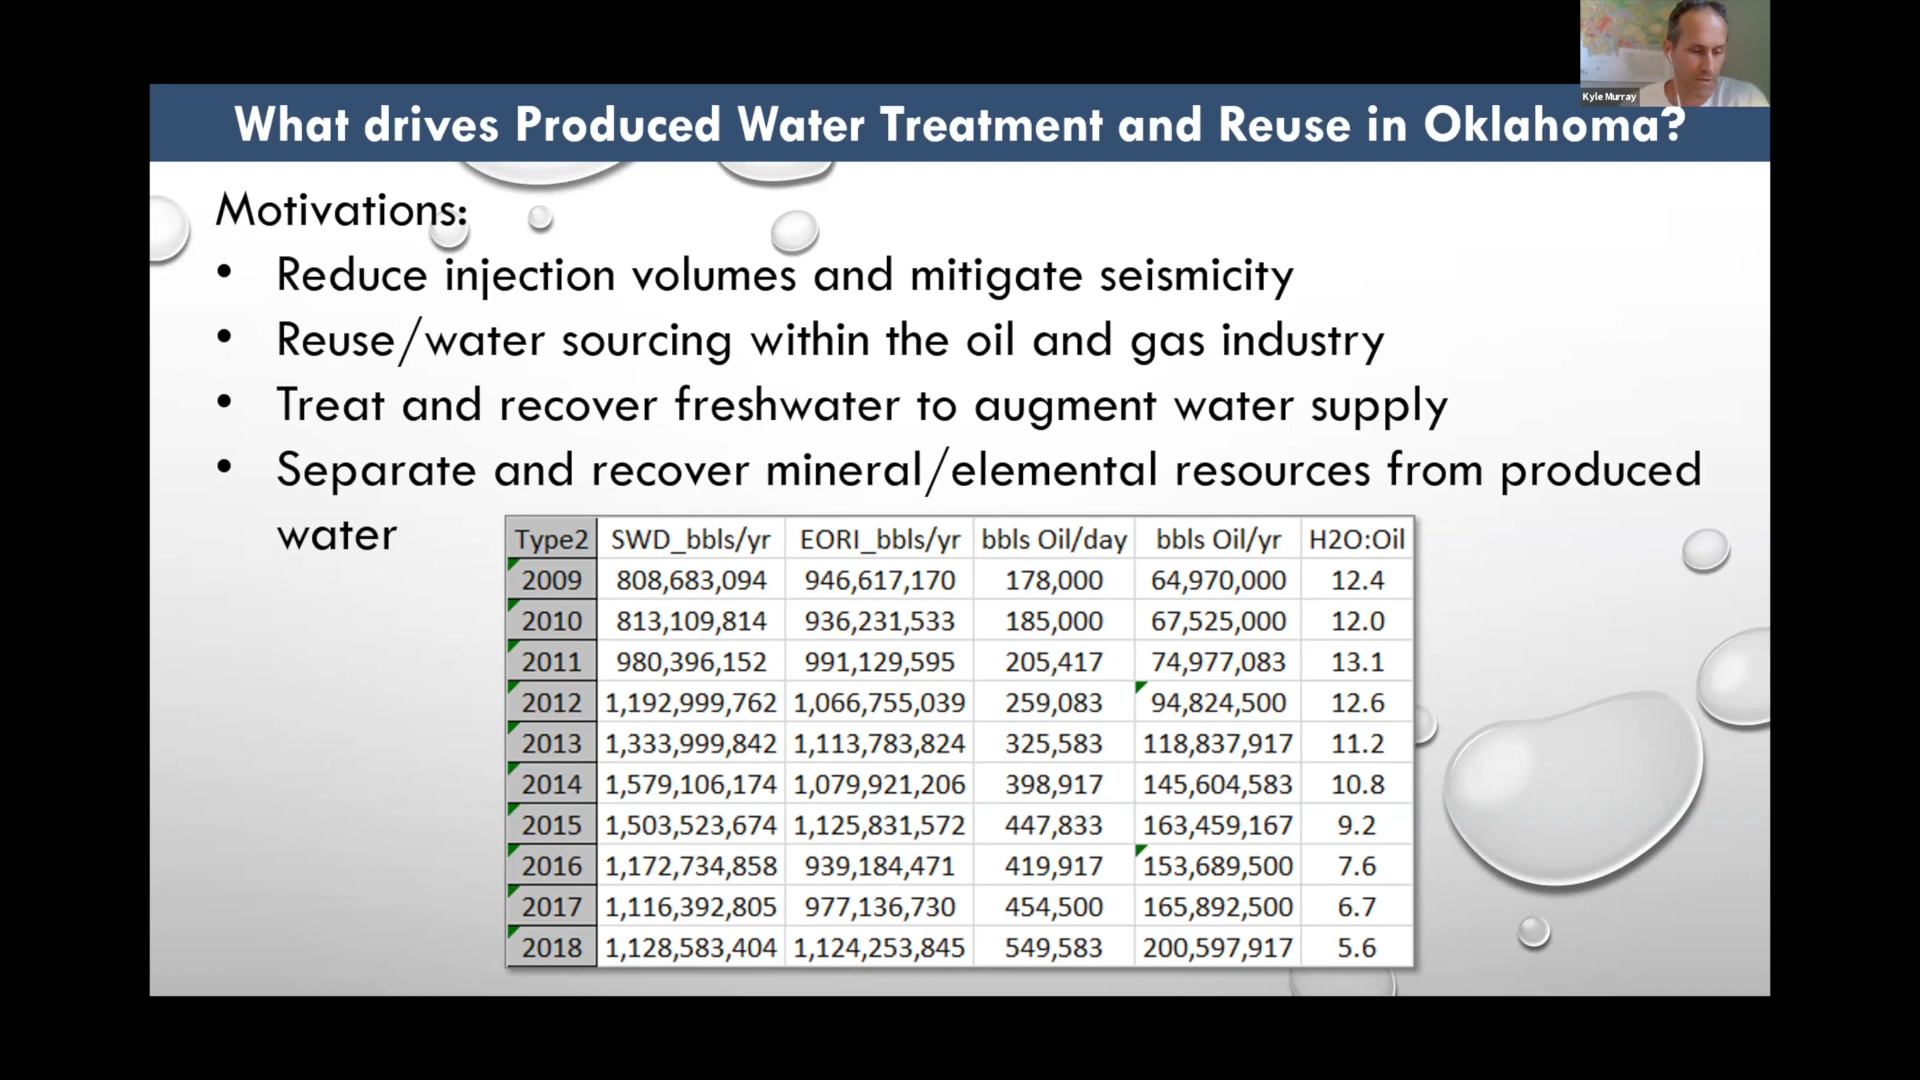 Kyle Murray
What drives Produced Water Treatment and Reuse in Oklahoma?
Motivations:
• Reduce injection volumes and mitigate seismicity
• Reuse/water sourcing within the oil and gas industry
• Treat and recover freshwater to augment water supply
• Separate and recover mineral/elemental resources from produced
water
Type2 SWD_bbls/yr EORI_bbls/yr bbls Oil/day bbls Oil/yr H2O:Oil
2009 808,683,094 946,617,170 178,000 64,970,000 12.4
2010 813,109,814 936,231,533 185,000 67,525,000 12.0
2011 980,396,152 991,129,595 205,417 74,977,083 13.1
2012 1,192,999,762 1,066,755,039 259,083 94,824,500 12.6
2013 1,333,999,842 1,113,783,824 325,583 118,837,917 11.2
2014 1,579,106,174 1,079,921,206 398,917 145,604,583 10.8
2015 1,503,523,674 1,125,831,572 447,833 163,459,167 9.2
2016 1,172,734,858 939,184,471 419,917 153,689,500 7.6
2017 1,116,392,805 977,136,730 454,500 165,892,500 6.7
2018 1,128,583,404 1,124,253,845 549,583 200,597,917 5.6